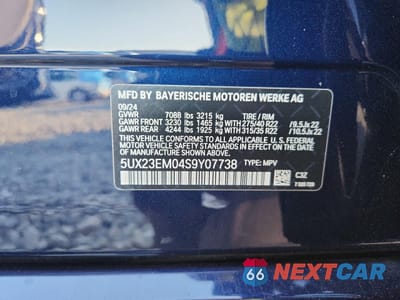 MFD BY BAYERISCHE MOTOREN WERKE AG
09/24
GVWR 7088 lbs 3215 kg TIRE / RIM
GAWR FRONT 3230 lbs 1465 kg WITH 275/40 R22 /9.5Jx22
GAWR REAR 4244 lbs 1925 kg WITH 315/35 R22 /10.5Jx22
THIS VEHICLE CONFORMS TO ALL APPLICABLE U.S. FEDERAL
MOTOR VEHICLE SAFETY AND THEFT PREVENTION STANDARDS
IN EFFECT ON THE DATE OF MANUFACTURE SHOWN ABOVE.
5UX23EM04S9Y07738 TYPE: MPV
C3Z
66 NEXTCAR